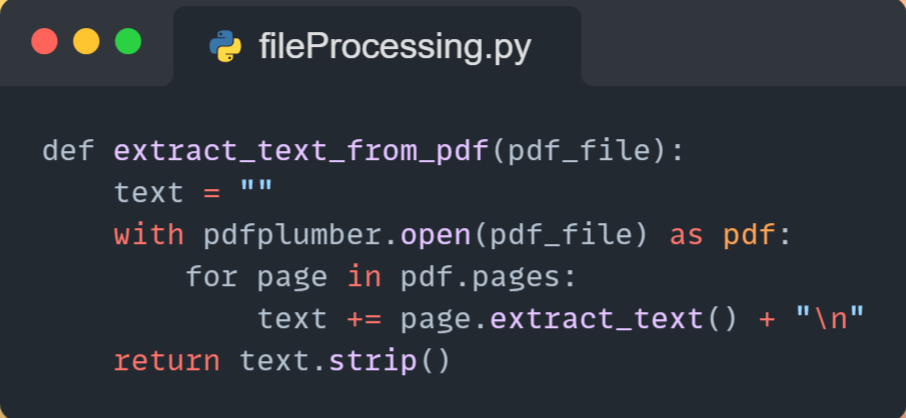 fileProcessing.py
def extract_text_from_pdf(pdf_file):
    text = ""
    with pdfplumber.open(pdf_file) as pdf:
        for page in pdf.pages:
            text += page.extract_text() + "\n"
    return text.strip()